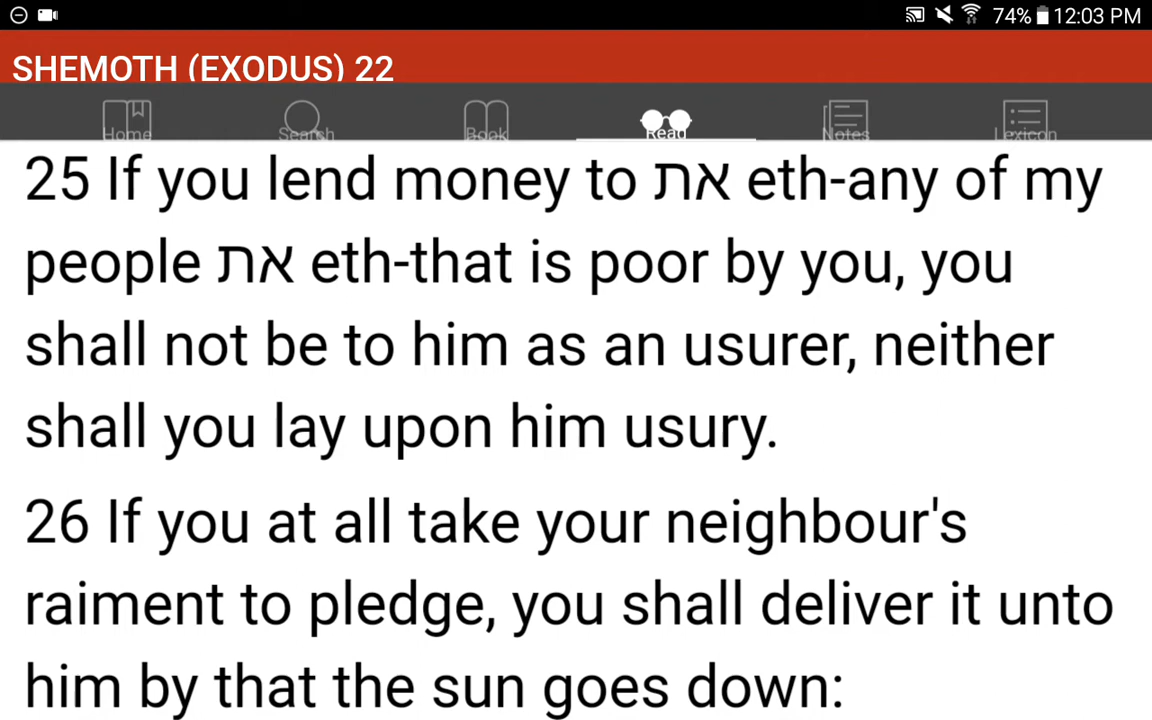 74% 12:03 PM
SHEMOTH (EXODUS) 22
Home Search Book Read Notes Lexicon
25 If you lend money to את eth-any of my
people את eth-that is poor by you, you
shall not be to him as an usurer, neither
shall you lay upon him usury.
26 If you at all take your neighbour's
raiment to pledge, you shall deliver it unto
him by that the sun goes down: